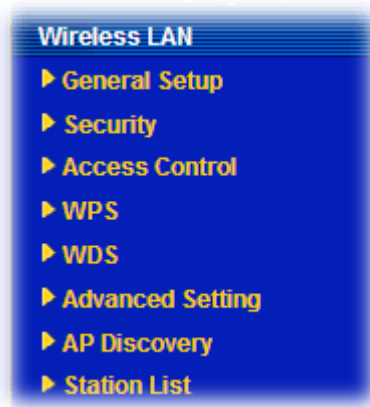 Wireless LAN
General Setup
Security
Access Control
WPS
WDS
Advanced Setting
AP Discovery
Station List